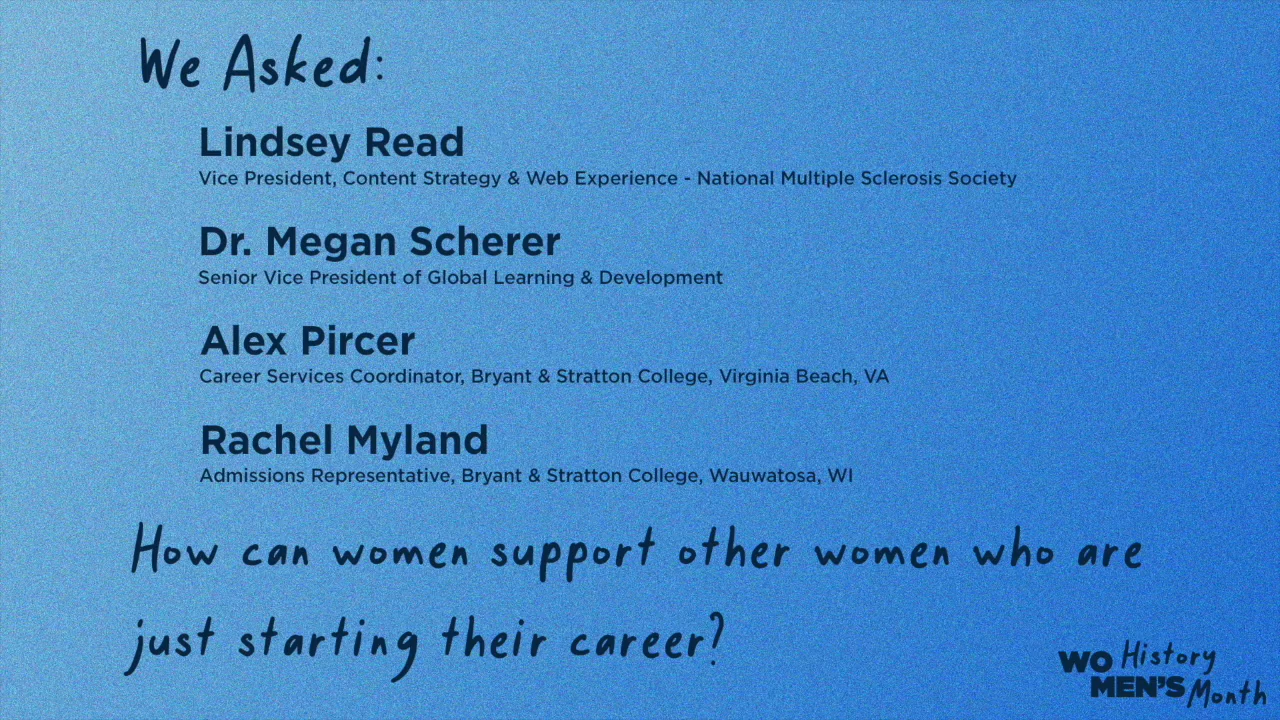 We Asked:
Lindsey Read
Vice President, Content Strategy & Web Experience - National Multiple Sclerosis Society
Dr. Megan Scherer
Senior Vice President of Global Learning & Development
Alex Pircer
Career Services Coordinator, Bryant & Stratton College, Virginia Beach, VA
Rachel Myland
Admissions Representative, Bryant & Stratton College, Wauwatosa, WI
How can women support other women who are
just starting their career?
WO History
MEN'S Month